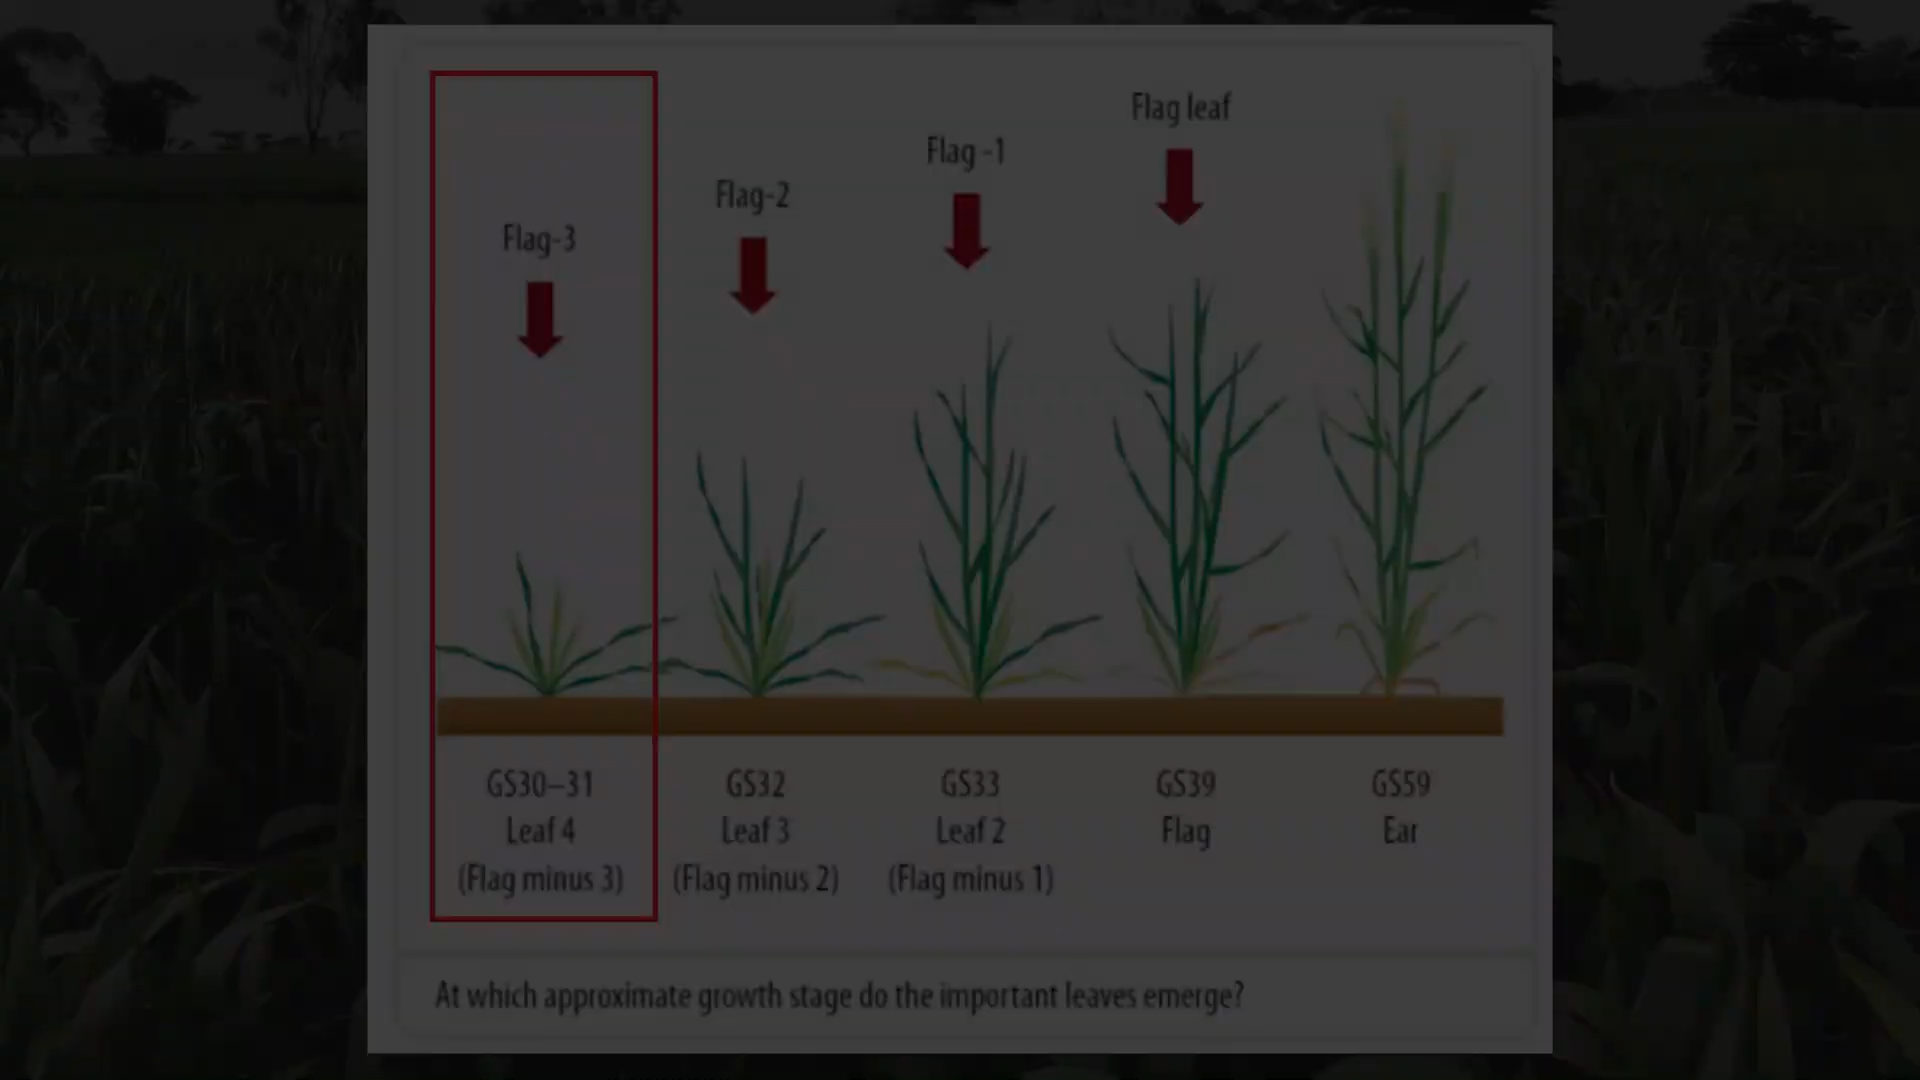 Flag leaf
Flag -1
Flag-2
Flag-3
GS30–31
Leaf 4
(Flag minus 3)
GS32
Leaf 3
(Flag minus 2)
GS33
Leaf 2
(Flag minus 1)
GS39
Flag
GS59
Ear
At which approximate growth stage do the important leaves emerge?